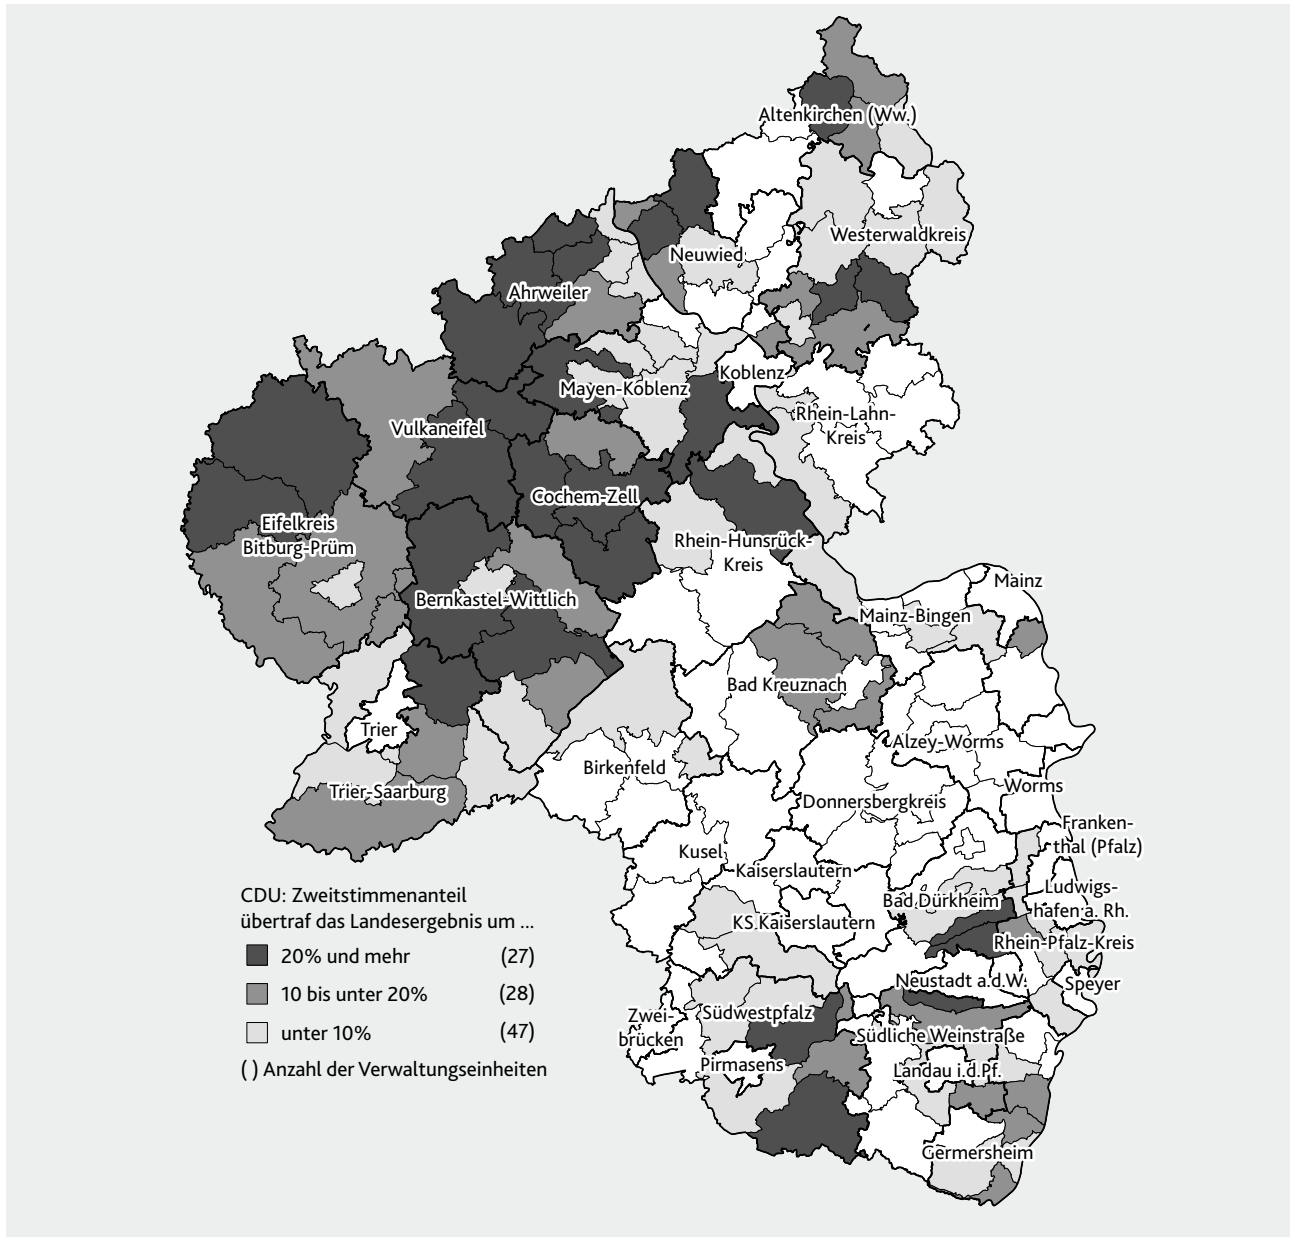 Altenkirchen (Ww.)
Westerwaldkreis
Neuwied
Ahrweiler
Koblenz
Mayen-Koblenz
Rhein-Lahn-
Kreis
Vulkaneifel
Cochem-Zell
Eifelkreis
Bitburg-Prüm
Rhein-Hunsrück-
Kreis
Mainz
Bernkastel-Wittlich
Mainz-Bingen
Bad Kreuznach
Trier
Alzey-Worms
Birkenfeld
Worms
Trier-Saarburg
Donnersbergkreis
Franken-
thal (Pfalz)
Kusel
Kaiserslautern
Ludwigs-
hafen a. Rh.
Bad Dürkheim
KS.Kaiserslautern
Rhein-Pfalz-Kreis
Neustadt a.d.W.
Speyer
Südwestpfalz
Zwei-
brücken
Südliche Weinstraße
Pirmasens
Landau i.d.Pf.
Germersheim
CDU: Zweitstimmenanteil
übertraf das Landesergebnis um ...
20% und mehr (27)
10 bis unter 20% (28)
unter 10% (47)
( ) Anzahl der Verwaltungseinheiten